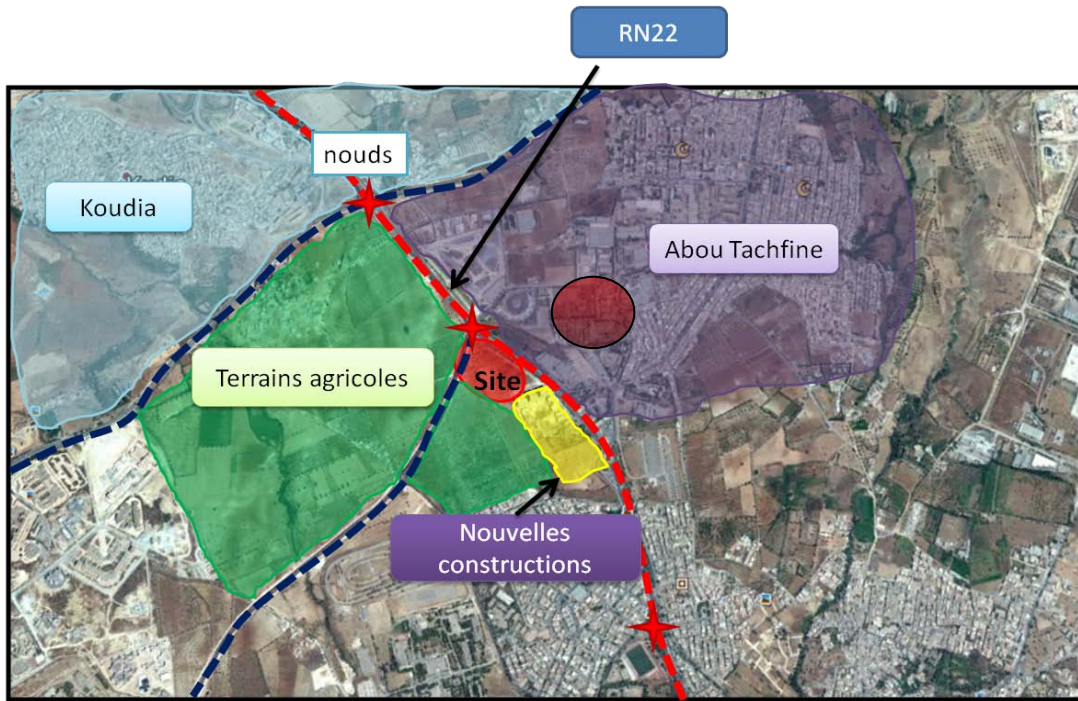 RN22
nouds
Koudia
Abou Tachfine
Terrains agricoles
Site
Nouvelles
constructions